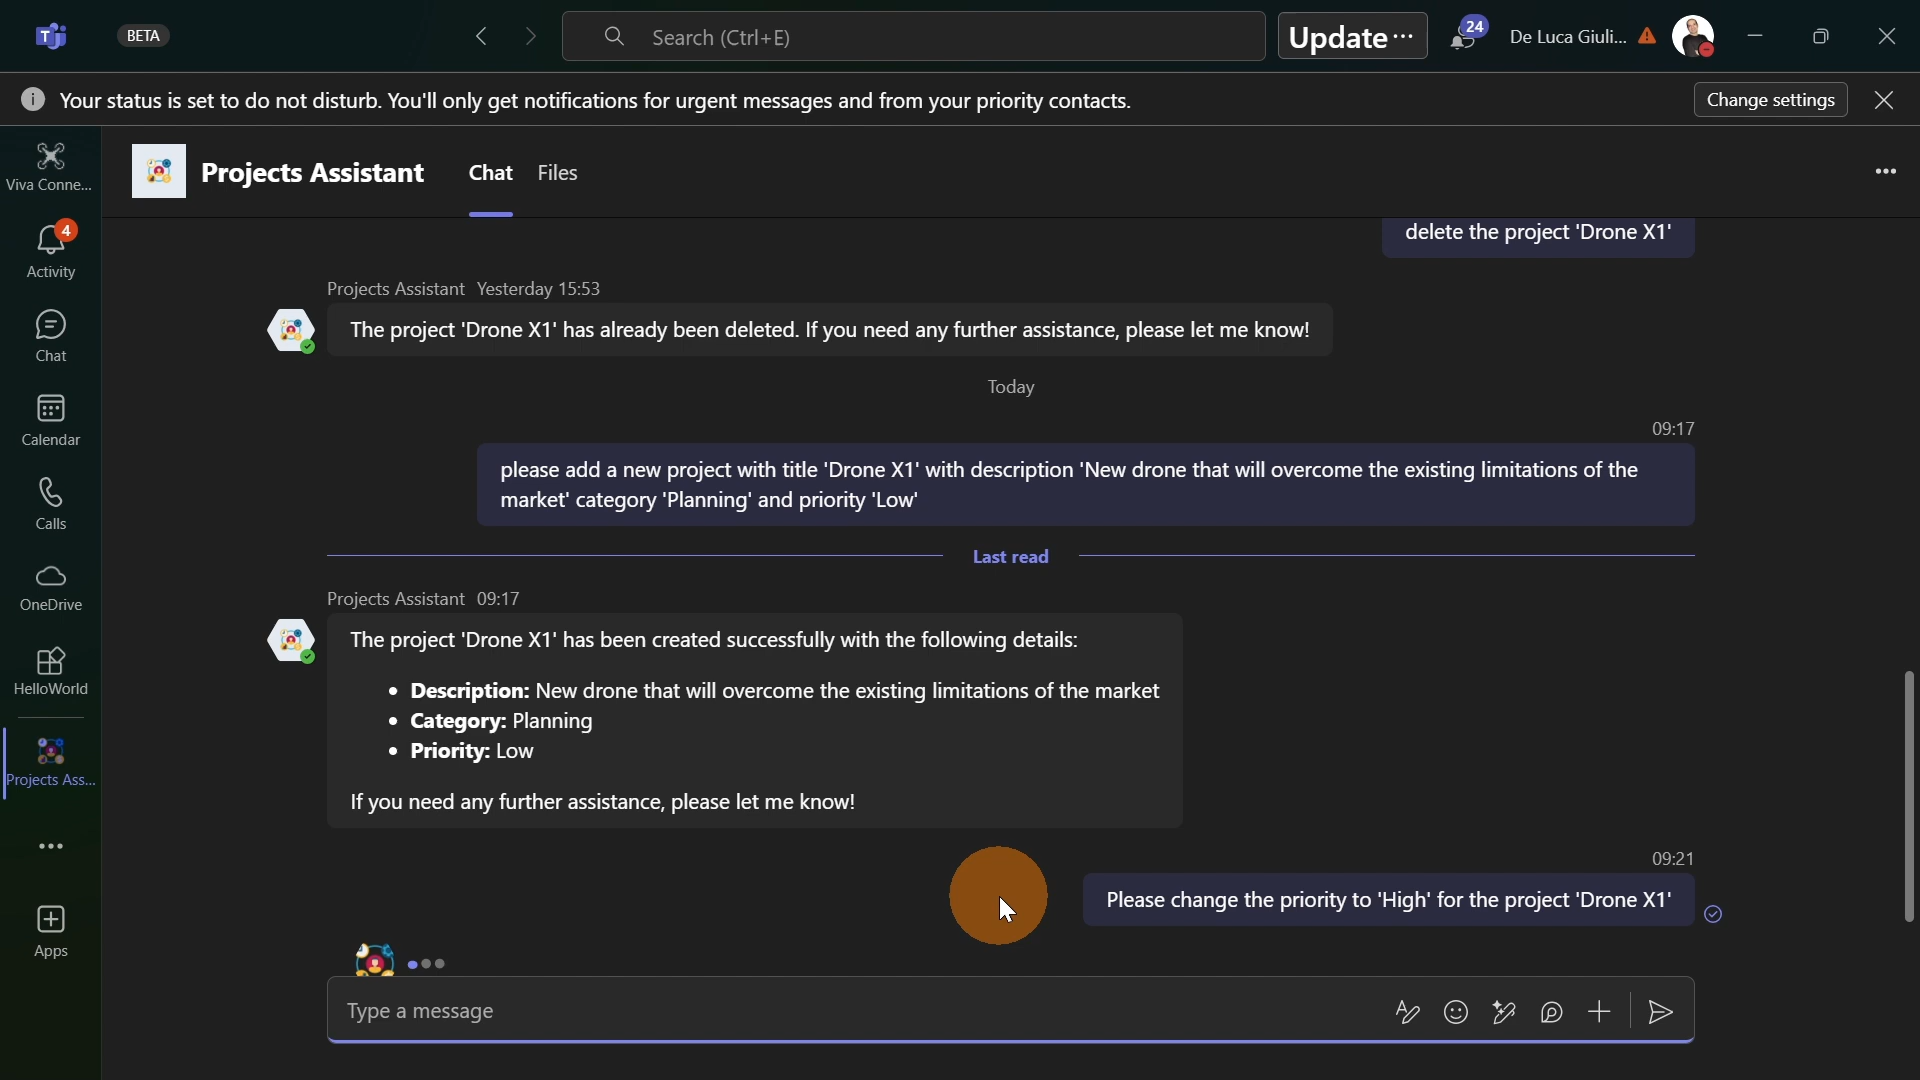 BETA
Search (Ctrl+E)
Update ···
24
De Luca Giuli...
Your status is set to do not disturb. You'll only get notifications for urgent messages and from your priority contacts.
Change settings
Viva Conne...
4
Activity
Chat
Calendar
Calls
OneDrive
HelloWorld
Projects Ass...
Apps
Projects Assistant
Chat
Files
delete the project 'Drone X1'
Projects Assistant Yesterday 15:53
The project 'Drone X1' has already been deleted. If you need any further assistance, please let me know!
Today
09:17
please add a new project with title 'Drone X1' with description 'New drone that will overcome the existing limitations of the
market' category 'Planning' and priority 'Low'
Last read
Projects Assistant 09:17
The project 'Drone X1' has been created successfully with the following details:
• Description: New drone that will overcome the existing limitations of the market
• Category: Planning
• Priority: Low
If you need any further assistance, please let me know!
09:21
Please change the priority to 'High' for the project 'Drone X1'
Type a message